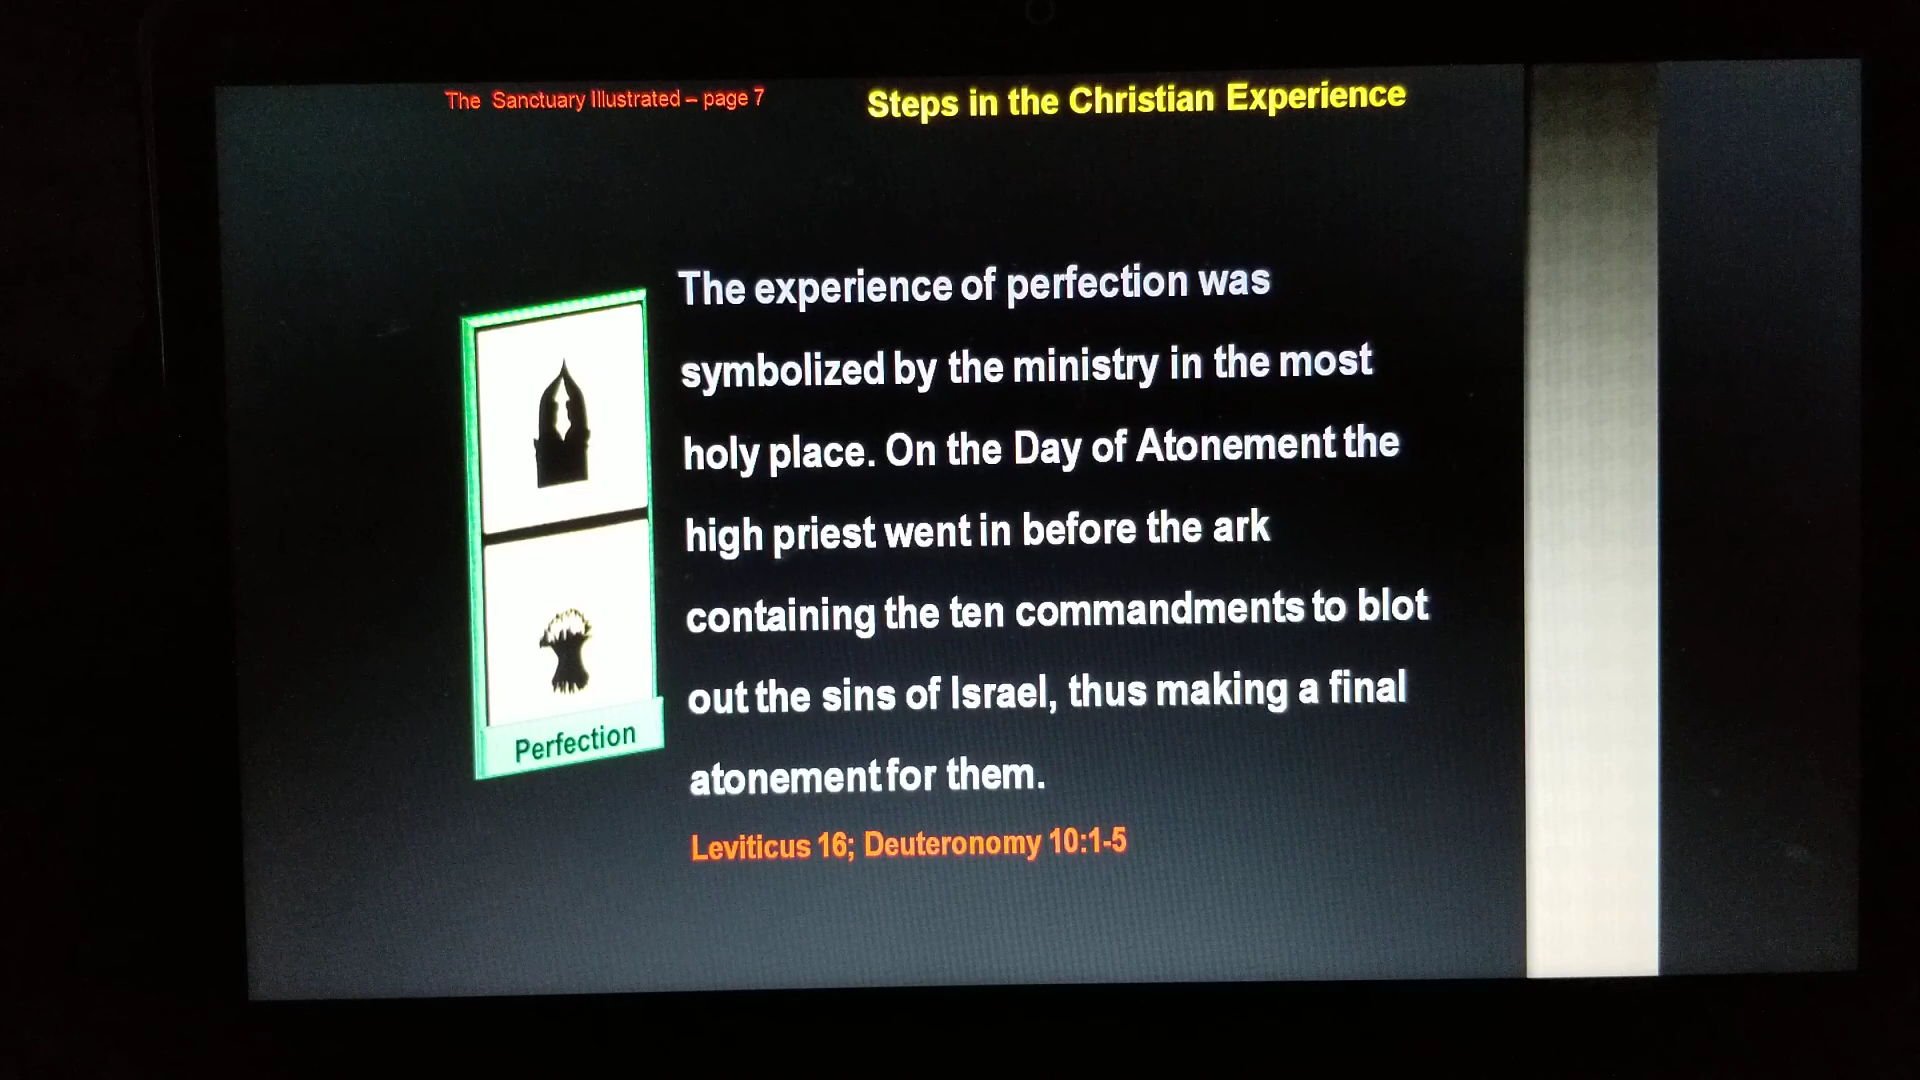 The Sanctuary Illustrated – page 7
Steps in the Christian Experience
The experience of perfection was
symbolized by the ministry in the most
holy place. On the Day of Atonement the
high priest went in before the ark
containing the ten commandments to blot
out the sins of Israel, thus making a final
atonement for them.
Leviticus 16; Deuteronomy 10:1-5
Perfection